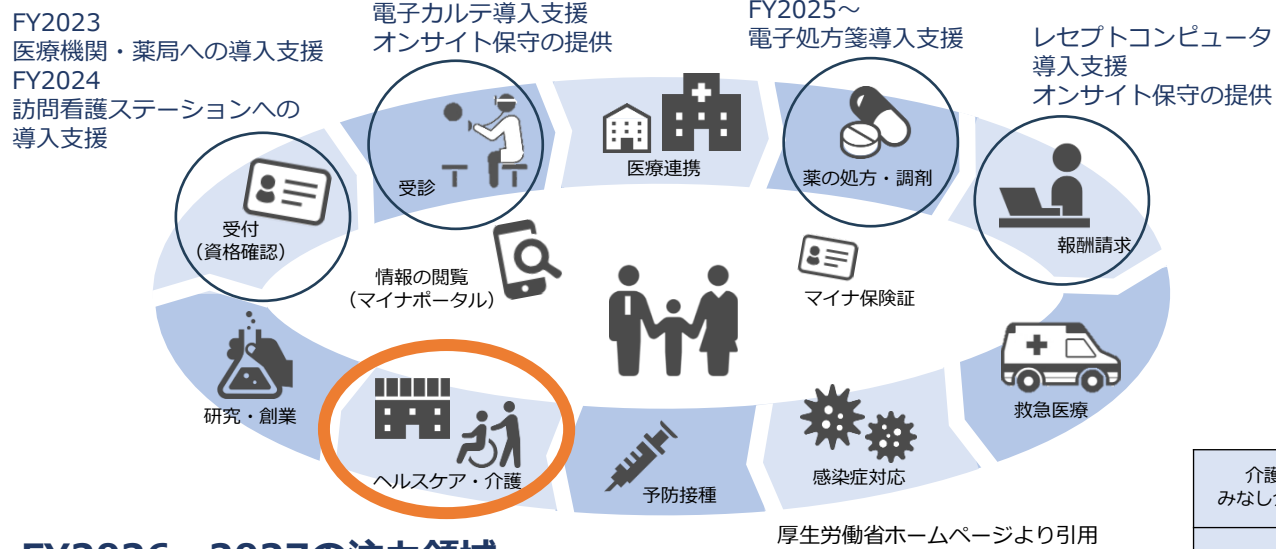 FY2023
医療機関・薬局への導入支援
FY2024
訪問看護ステーションへの
導入支援
電子カルテ導入支援
オンサイト保守の提供
FY2025～
電子処方箋導入支援
レセプトコンピュータ
導入支援
オンサイト保守の提供
受付
（資格確認）
受診
医療連携
薬の処方・調剤
報酬請求
情報の閲覧
（マイナポータル）
マイナ保険証
研究・創業
ヘルスケア・介護
予防接種
感染症対応
救急医療
厚生労働省ホームページより引用
介護
みなし